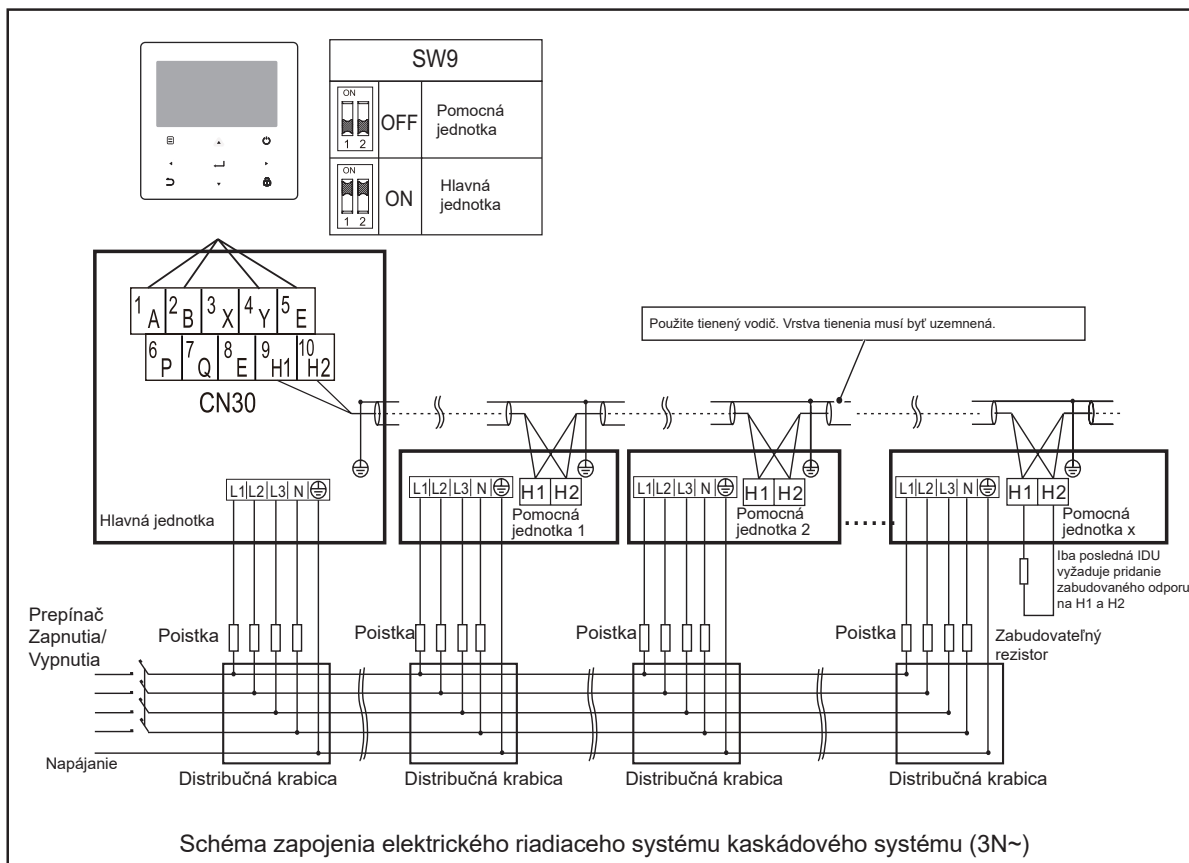 SW9
ON
1 2
OFF
Pomocná
jednotka
ON
1 2
ON
Hlavná
jednotka
1 A 2 B 3 X 4 Y 5 E
6 P 7 Q 8 E 9 H1 10 H2
CN30
Použite tienený vodič. Vrstva tienenia musí byť uzemnená.
L1 L2 L3 N
Hlavná jednotka
L1 L2 L3 N
H1 H2
Pomocná
jednotka 1
L1 L2 L3 N
H1 H2
Pomocná
jednotka 2
L1 L2 L3 N
H1 H2
Pomocná
jednotka x
Iba posledná IDU
vyžaduje pridanie
zabudovaného odporu
na H1 a H2
Prepínač
Zapnutia/
Vypnutia
Poistka
Poistka
Poistka
Poistka
Zabudovateľný
rezistor
Napájanie
Distribučná krabica
Distribučná krabica
Distribučná krabica
Distribučná krabica
Schéma zapojenia elektrického riadiaceho systému kaskádového systému (3N~)